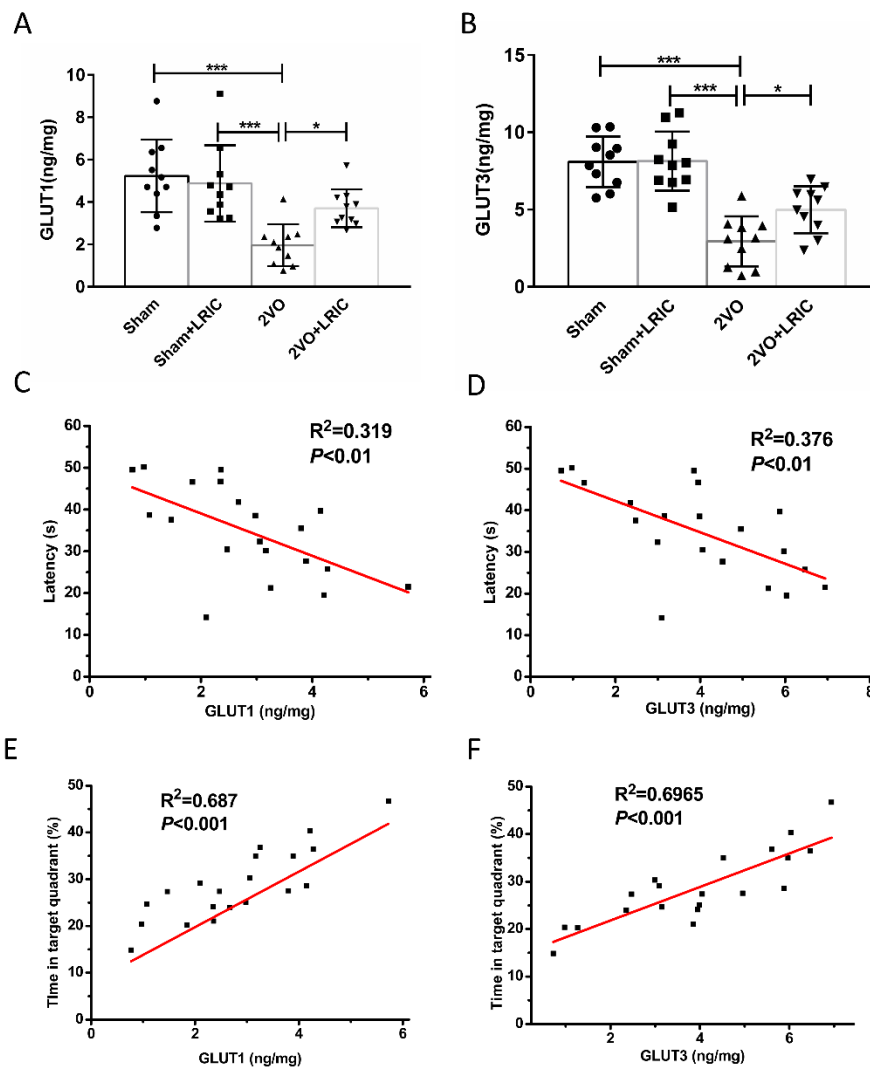 A
B
***
***
*
GLUT1(ng/mg)
10
8
6
4
2
0
Sham
Sham+LRIC
2VO
2VO+LRIC
***
***
*
GLUT3(ng/mg)
15
10
5
0
Sham
Sham+LRIC
2VO
2VO+LRIC
C
D
R²=0.319
P<0.01
Latency (s)
60
50
40
30
20
10
0
0 2 4 6
GLUT1 (ng/mg)
R²=0.376
P<0.01
Latency (s)
60
50
40
30
20
10
0
0 2 4 6 8
GLUT3 (ng/mg)
E
F
R²=0.687
P<0.001
TIme in target quadrant (%)
50
40
30
20
10
0
0 2 4 6
GLUT1 (ng/mg)
R²=0.6965
P<0.001
Time in target quadrant (%)
50
40
30
20
10
0
0 2 4 6
GLUT3 (ng/mg)